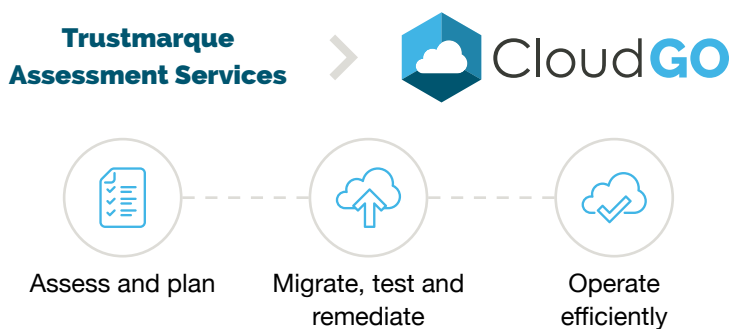 Trustmarque
Assessment Services
CloudGO
Assess and plan
Migrate, test and
remediate
Operate
efficiently